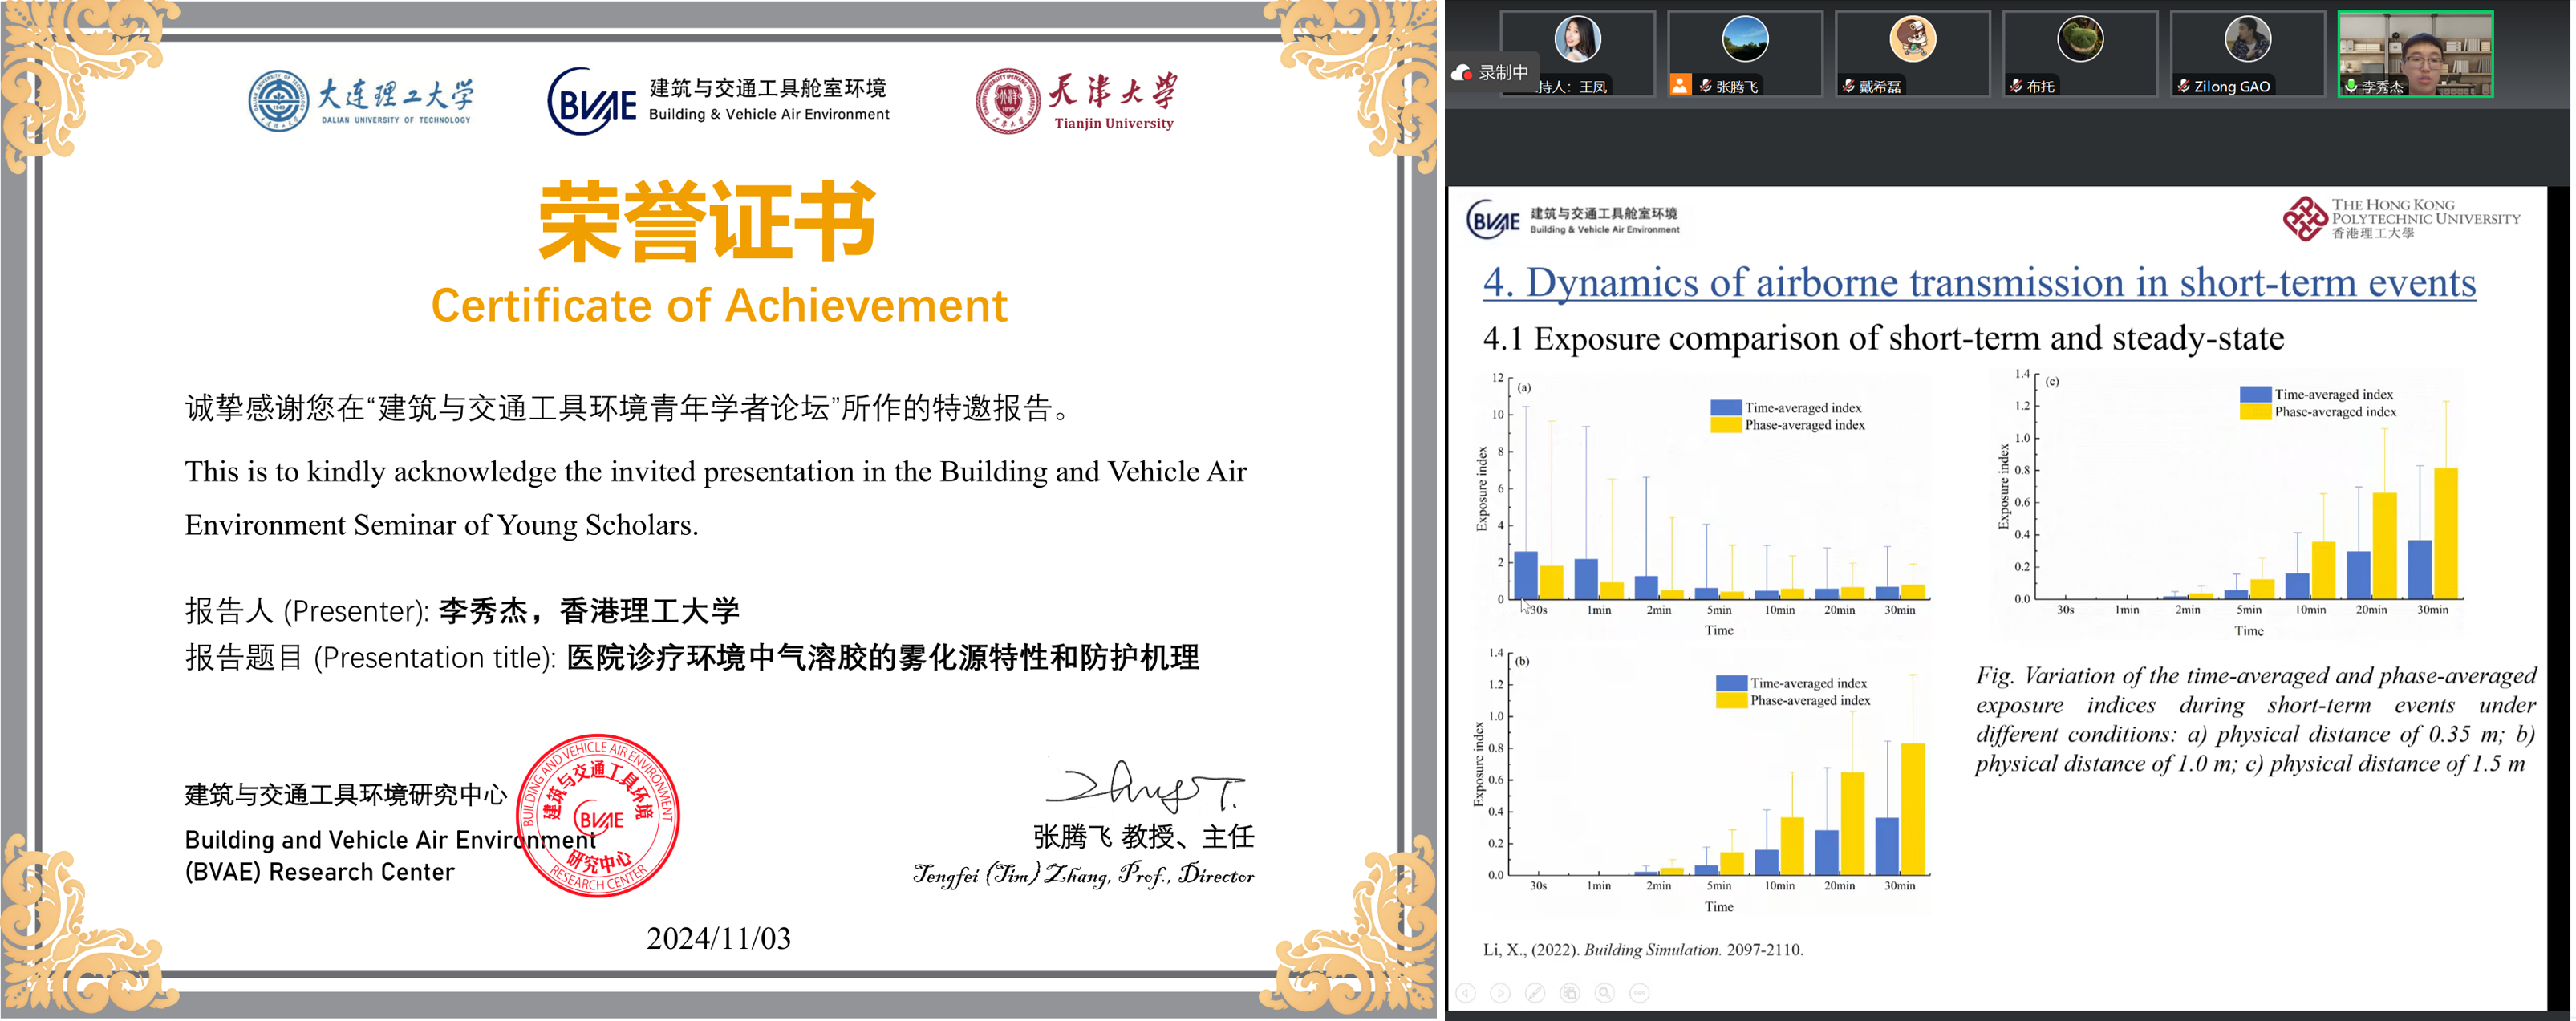 大连理工大学
DALIAN UNIVERSITY OF TECHNOLOGY
BVAE
建筑与交通工具舱室环境
Building & Vehicle Air Environment
天津大学
Tianjin University
荣誉证书
Certificate of Achievement
诚挚感谢您在“建筑与交通工具环境青年学者论坛”所作的特邀报告。
This is to kindly acknowledge the invited presentation in the Building and Vehicle Air
Environment Seminar of Young Scholars.
报告人 (Presenter): 李秀杰，香港理工大学
报告题目 (Presentation title): 医院诊疗环境中气溶胶的雾化源特性和防护机理
建筑与交通工具环境研究中心
Building and Vehicle Air Environment
(BVAE) Research Center
BUILDING AND VEHICLE AIR ENVIRONMENT
建筑与交通工具环境
BVAE
研究中心
RESEARCH CENTER
张腾飞 教授、主任
Tengfei (Tim) Zhang, Prof., Director
2024/11/03
录制中
持人：王凤
张腾飞
戴希磊
布托
Zilong GAO
李秀杰
BVAE
建筑与交通工具舱室环境
Building & Vehicle Air Environment
THE HONG KONG
POLYTECHNIC UNIVERSITY
香港理工大學
4. Dynamics of airborne transmission in short-term events
4.1 Exposure comparison of short-term and steady-state
(a)
Time-averaged index
Phase-averaged index
Exposure index
12
10
8
6
4
2
0
30s 1min 2min 5min 10min 20min 30min
Time
(c)
Time-averaged index
Phase-averaged index
Exposure index
1.4
1.2
1.0
0.8
0.6
0.4
0.2
0.0
30s 1min 2min 5min 10min 20min 30min
Time
(b)
Time-averaged index
Phase-averaged index
Exposure index
1.4
1.2
1.0
0.8
0.6
0.4
0.2
0.0
30s 1min 2min 5min 10min 20min 30min
Time
Fig. Variation of the time-averaged and phase-averaged
exposure indices during short-term events under
different conditions: a) physical distance of 0.35 m; b)
physical distance of 1.0 m; c) physical distance of 1.5 m
Li, X., (2022). Building Simulation. 2097-2110.